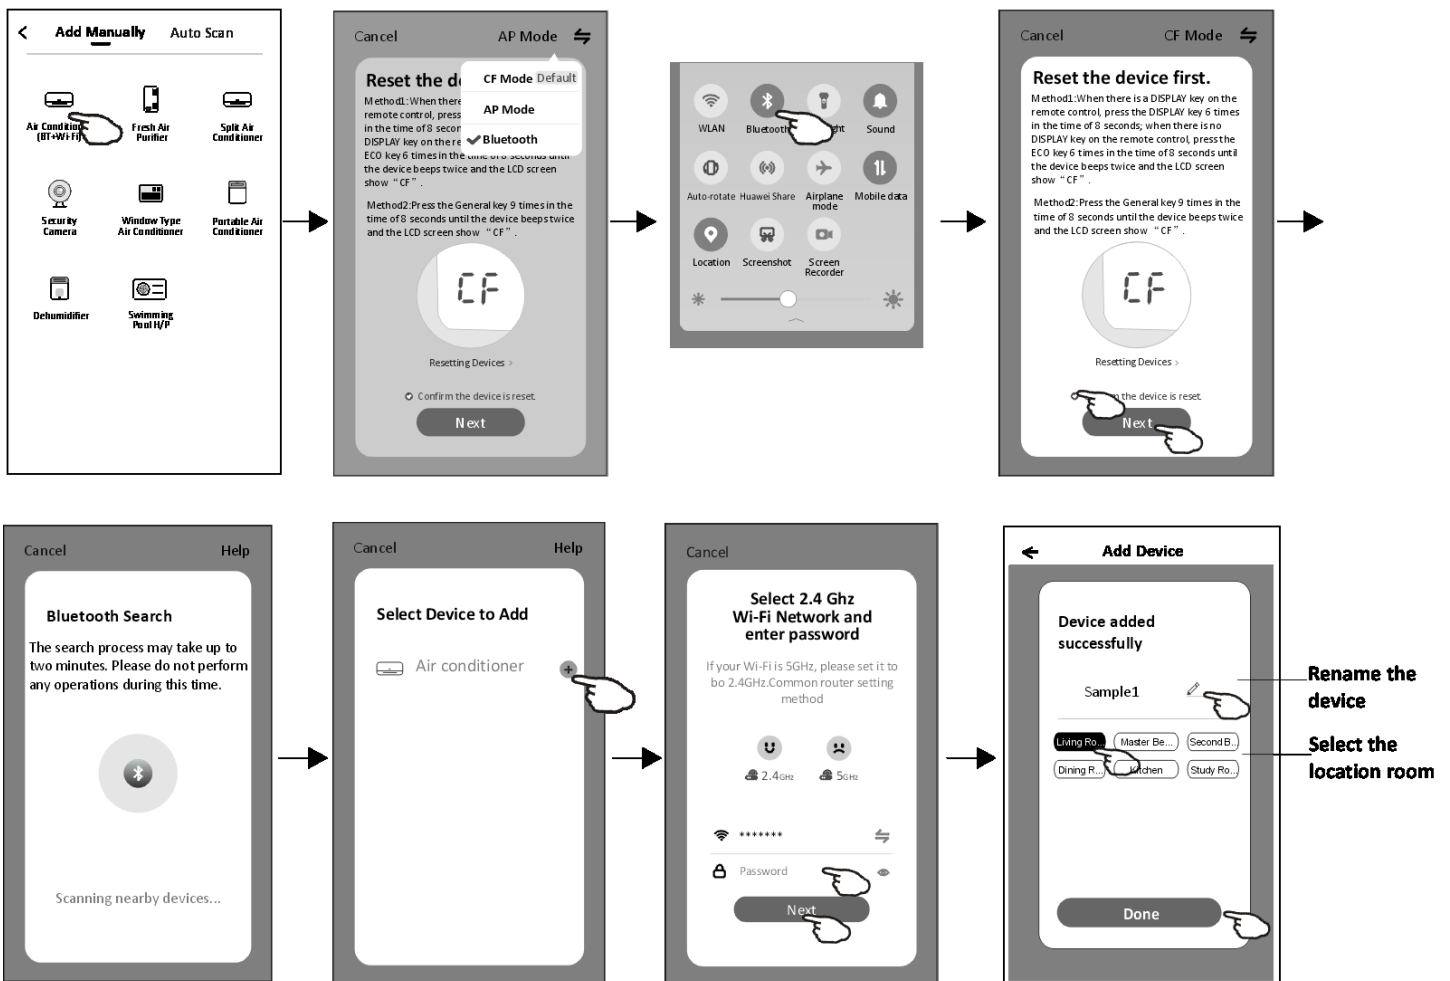 Add Manually Auto Scan
Air Condition
(BT+Wi-Fi)
Fresh Air
Purifier
Split Air
Conditioner
Security
Camera
Window Type
Air Conditioner
Portable Air
Conditioner
Dehumidifier
Swimming
Pool H/P
Cancel AP Mode
CF Mode Default
AP Mode
Bluetooth
Reset the de
Method1:When there
remote control, press
in the time of 8 secon
DISPLAY key on the re
ECO key 6 times in the time of 8 seconds until
the device beeps twice and the LCD screen
show “CF”.
Method2:Press the General key 9 times in the
time of 8 seconds until the device beeps twice
and the LCD screen show “CF”.
CF
Resetting Devices >
Confirm the device is reset.
Next
WLAN
Bluetooth
ht
Sound
Auto-rotate
Huawei Share
Airplane
mode
Mobile data
Location
Screenshot
Screen
Recorder
Cancel CF Mode
Reset the device first.
Method1:When there is a DISPLAY key on the
remote control, press the DISPLAY key 6 times
in the time of 8 seconds; when there is no
DISPLAY key on the remote control, press the
ECO key 6 times in the time of 8 seconds until
the device beeps twice and the LCD screen
show “CF”.
Method2:Press the General key 9 times in the
time of 8 seconds until the device beeps twice
and the LCD screen show “CF”.
CF
Resetting Devices >
the device is reset.
Next
Cancel Help
Bluetooth Search
The search process may take up to
two minutes. Please do not perform
any operations during this time.
Scanning nearby devices...
Cancel Help
Select Device to Add
Air conditioner
Cancel
Select 2.4 Ghz
Wi-Fi Network and
enter password
If your Wi-Fi is 5GHz, please set it to
bo 2.4GHz.Common router setting
method
2.4GHz 5GHz
*******
Password
Next
Add Device
Device added
successfully
Sample1
Living Ro... Master Be... Second B...
Dining R... Kitchen Study Ro...
Done
Rename the
device
Select the
location room